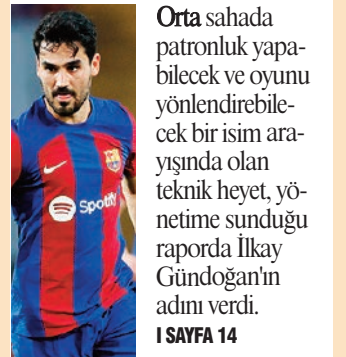 Orta sahada
patronluk yapa-
bilecek ve oyunu
yönlendirebile-
cek bir isim ara-
yışında olan
teknik heyet, yö-
netime sunduğu
raporda İlkay
Gündoğan'ın
adını verdi.
I SAYFA 14
Spotify